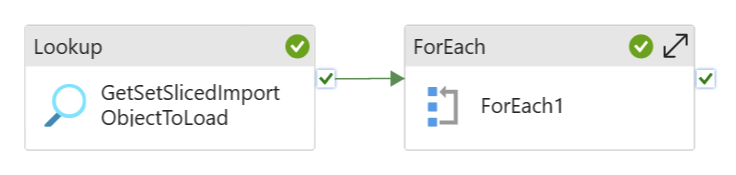 Lookup
GetSetSlicedImport
ObjectToLoad
ForEach
ForEach1